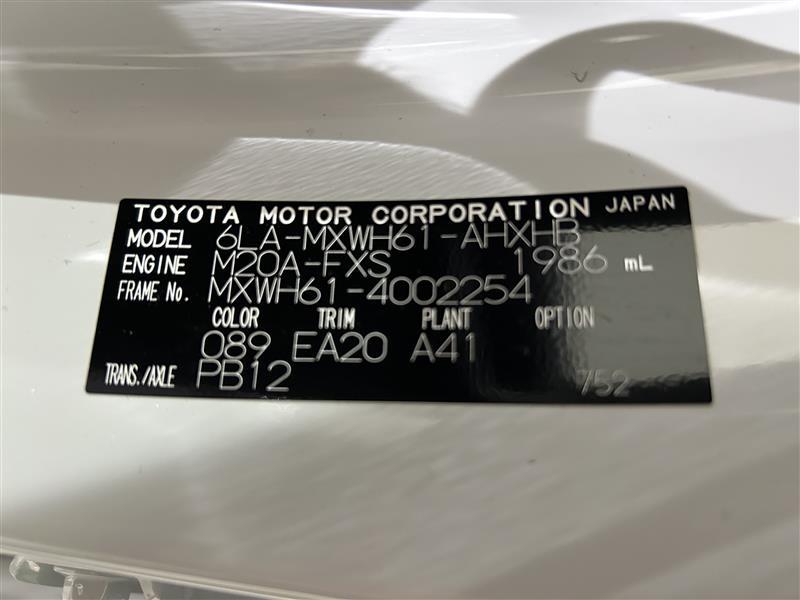 TOYOTA MOTOR CORPORATION JAPAN
MODEL 6LA-MXWH61-AHXHB
ENGINE M20A-FXS 1986 mL
FRAME No. MXWH61-4002254
COLOR TRIM PLANT OPTION
089 EA20 A41
TRANS./AXLE PB12 752